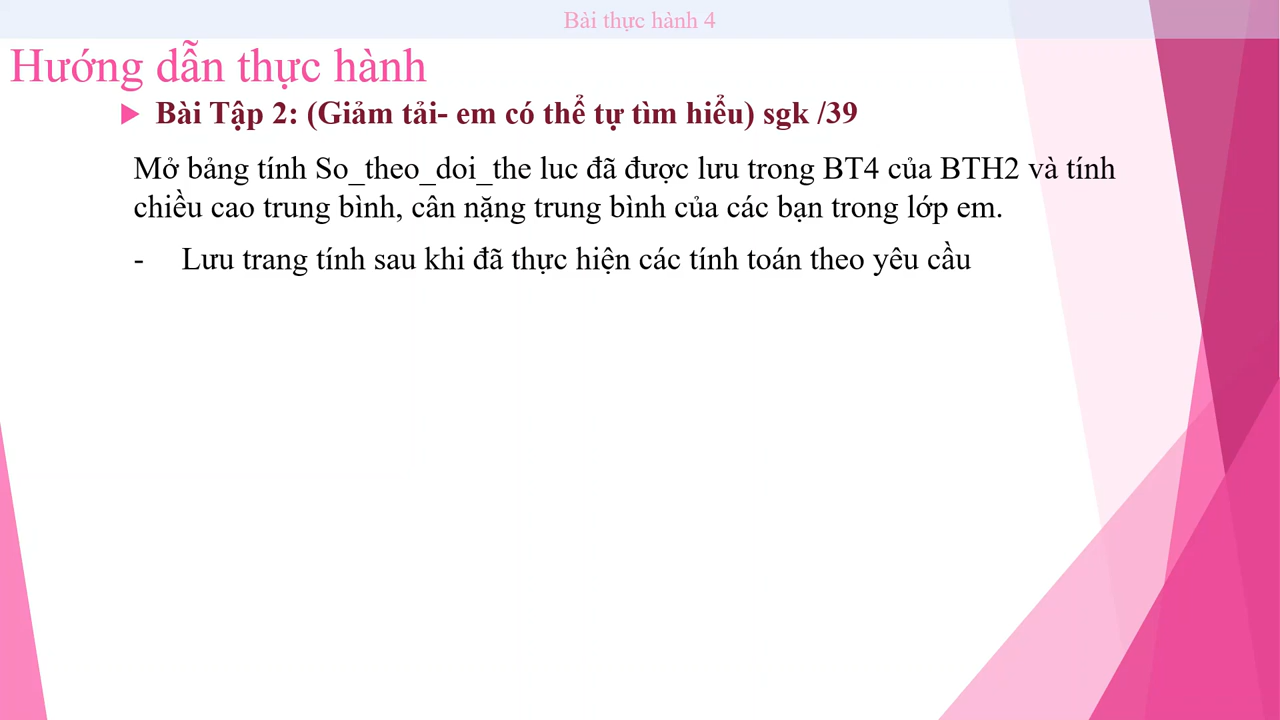 Bài thực hành 4
Hướng dẫn thực hành
Bài Tập 2: (Giảm tải- em có thể tự tìm hiểu) sgk /39
Mở bảng tính So_theo_doi_the luc đã được lưu trong BT4 của BTH2 và tính
chiều cao trung bình, cân nặng trung bình của các bạn trong lớp em.
- Lưu trang tính sau khi đã thực hiện các tính toán theo yêu cầu